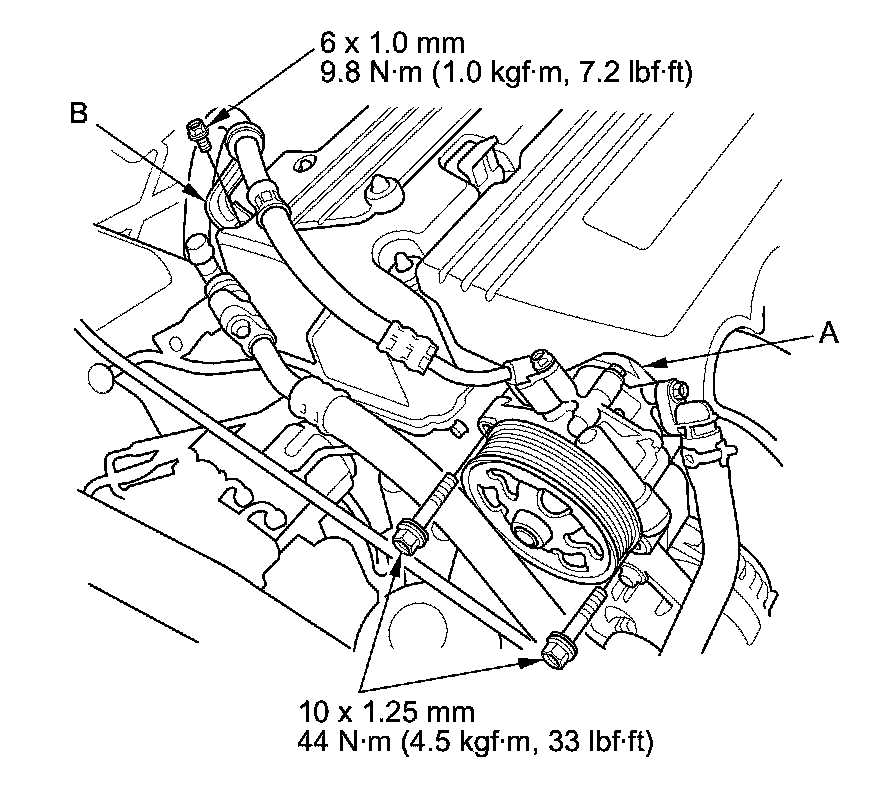 6 x 1.0 mm
9.8 N·m (1.0 kgf·m, 7.2 lbf·ft)
B
A
10 x 1.25 mm
44 N·m (4.5 kgf·m, 33 lbf·ft)